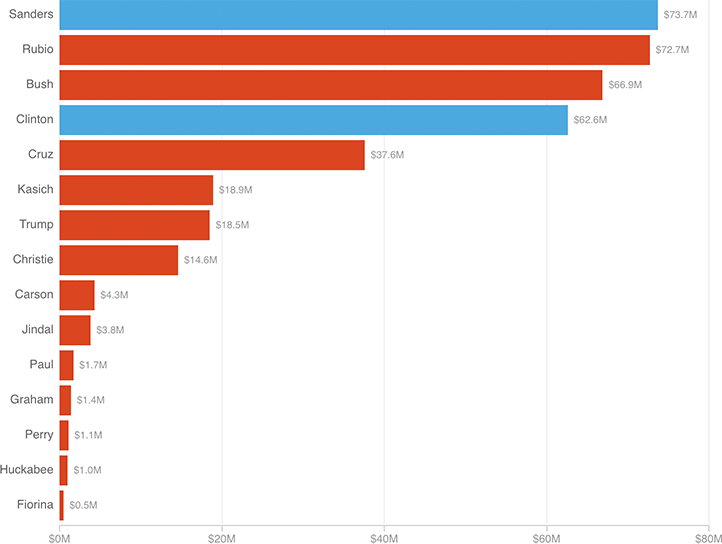 Sanders $73.7M
Rubio $72.7M
Bush $66.9M
Clinton $62.6M
Cruz $37.6M
Kasich $18.9M
Trump $18.5M
Christie $14.6M
Carson $4.3M
Jindal $3.8M
Paul $1.7M
Graham $1.4M
Perry $1.1M
Huckabee $1.0M
Fiorina $0.5M
$0M $20M $40M $60M $80M